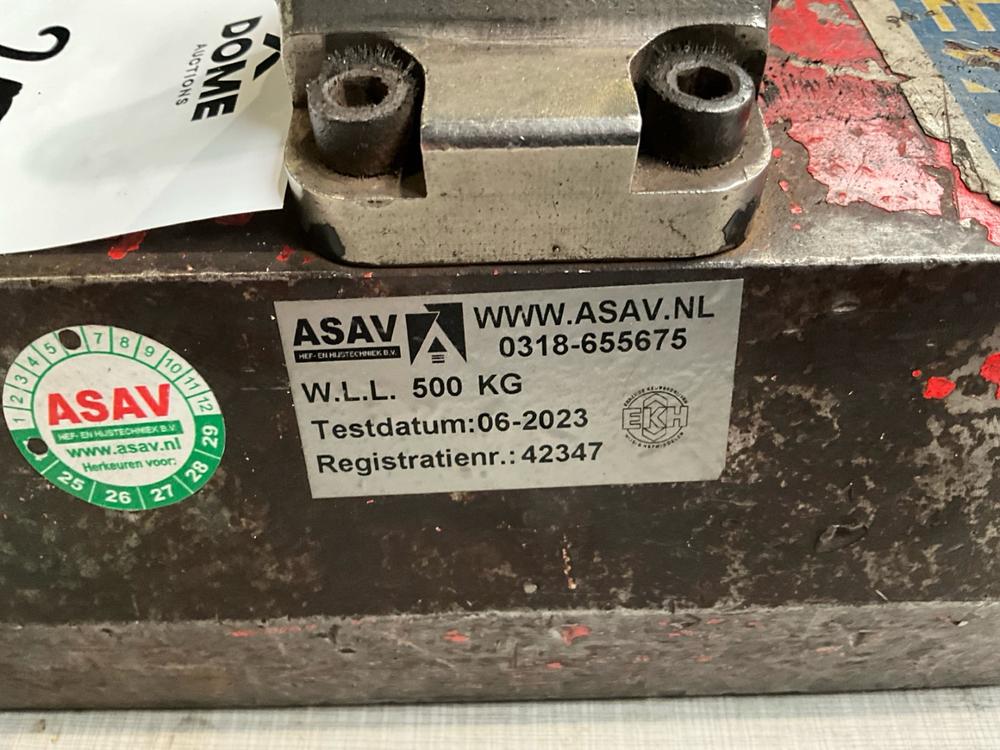 DOME
AUCTIONS
ASAV
HEF- EN HIJSTECHNIEK B.V.
WWW.ASAV.NL
0318-655675
W.L.L. 500 KG
Testdatum:06-2023
Registratienr.: 42347
EKH
1 2 3 4 5 7 8 9 10 11 12
ASAV
HEF- EN HIJSTECHNIEK B.V.
www.asav.nl
Herkeuren voor:
25 26 27 28 29